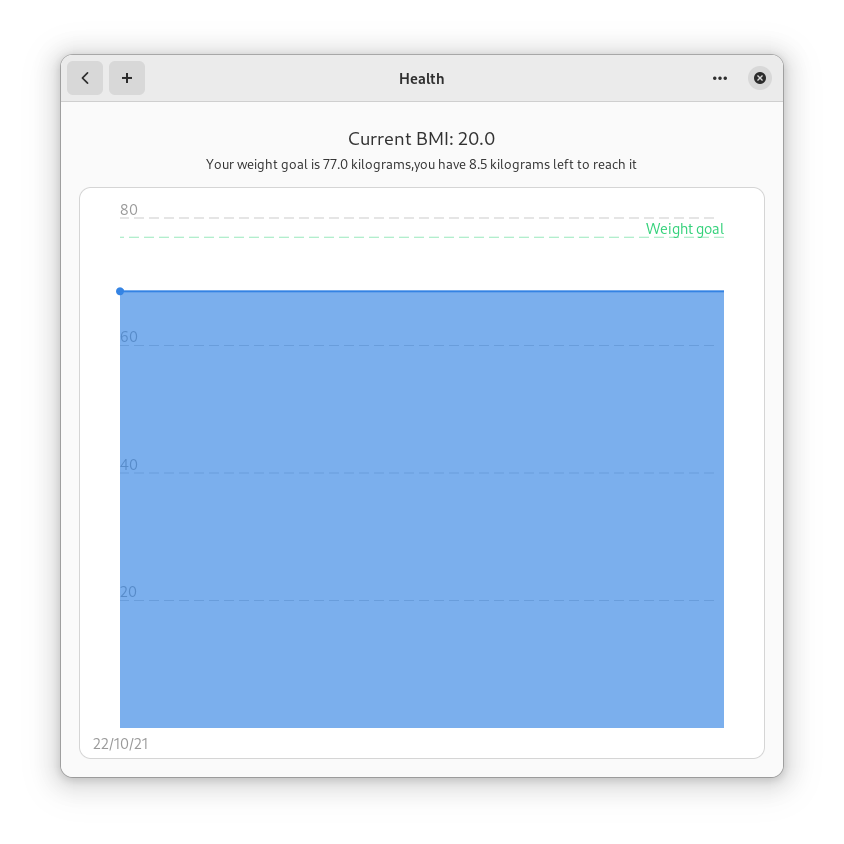 Health
Current BMI: 20.0
Your weight goal is 77.0 kilograms,you have 8.5 kilograms left to reach it
80
Weight goal
60
40
20
22/10/21